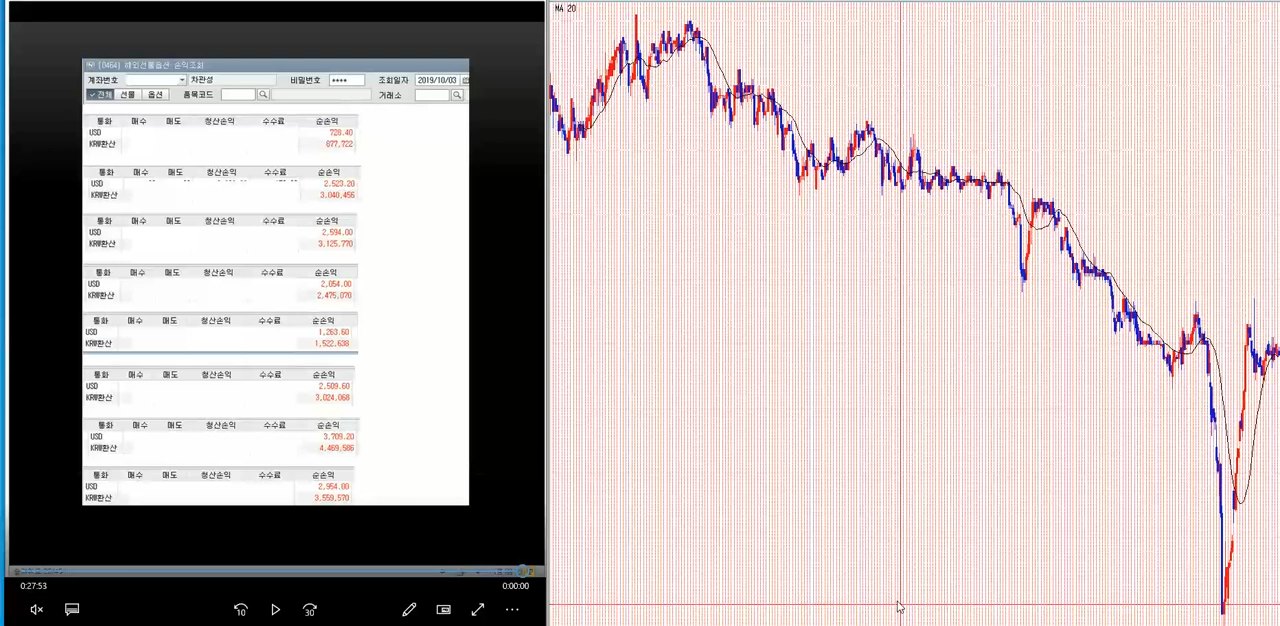 [0464] 해외선물옵션 손익조회
계좌번호 차완성 비밀번호 **** 조회일자 2019/10/03
전체 선물 옵션 품목코드 거래소
통화 매수 매도 청산손익 수수료 순손익
USD 728.40
KRW환산 877,722
통화 매수 매도 청산손익 수수료 순손익
USD 2,523.20
KRW환산 3,040,456
통화 매수 매도 청산손익 수수료 순손익
USD 2,594.00
KRW환산 3,125,770
통화 매수 매도 청산손익 수수료 순손익
USD 2,054.00
KRW환산 2,475,070
통화 매수 매도 청산손익 수수료 순손익
USD 1,263.60
KRW환산 1,522,638
통화 매수 매도 청산손익 수수료 순손익
USD 2,509.60
KRW환산 3,024,068
통화 매수 매도 청산손익 수수료 순손익
USD 3,709.20
KRW환산 4,469,586
통화 매수 매도 청산손익 수수료 순손익
USD 2,954.00
KRW환산 3,559,570
0:27:53 0:00:00
10 30
MA 20